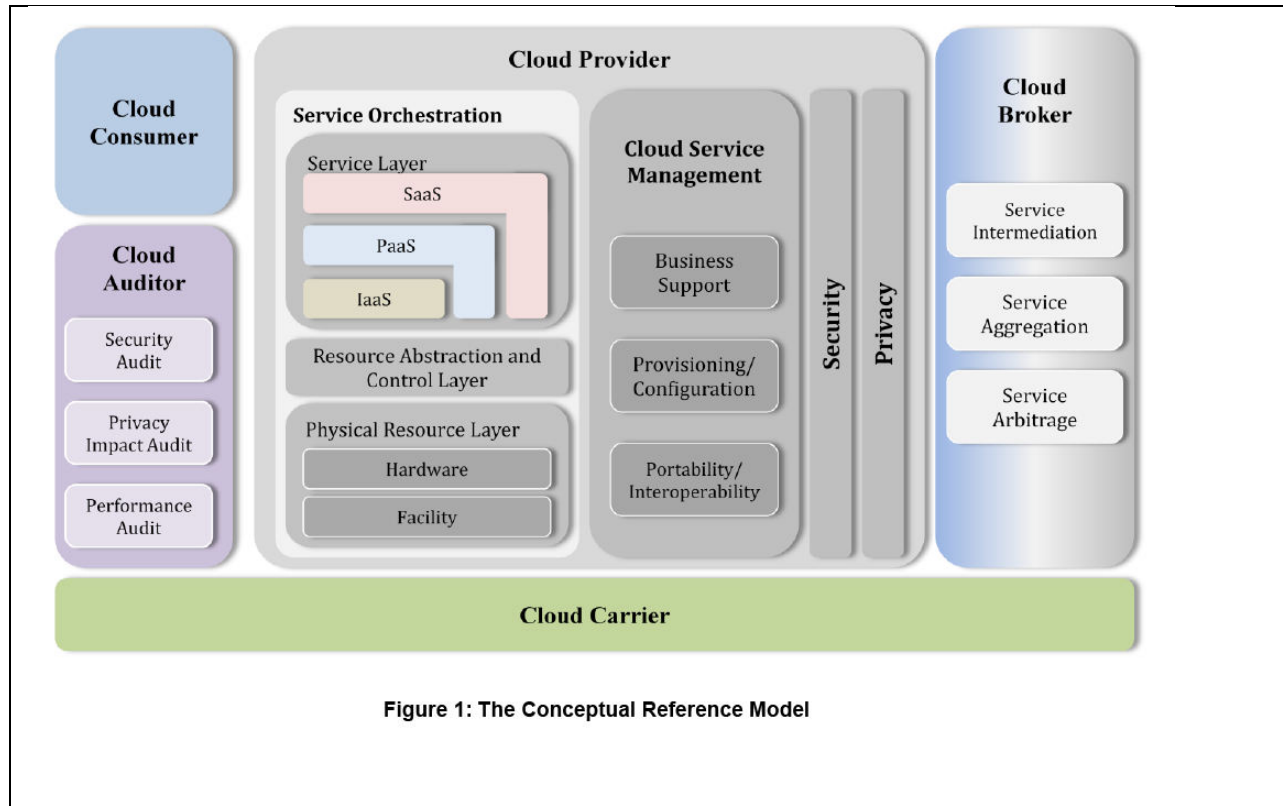 Cloud
Consumer
Cloud
Auditor
Security
Audit
Privacy
Impact Audit
Performance
Audit
Cloud Provider
Service Orchestration
Service Layer
SaaS
PaaS
IaaS
Resource Abstraction and
Control Layer
Physical Resource Layer
Hardware
Facility
Cloud Service
Management
Business
Support
Provisioning/
Configuration
Portability/
Interoperability
Security
Privacy
Cloud
Broker
Service
Intermediation
Service
Aggregation
Service
Arbitrage
Cloud Carrier
Figure 1: The Conceptual Reference Model